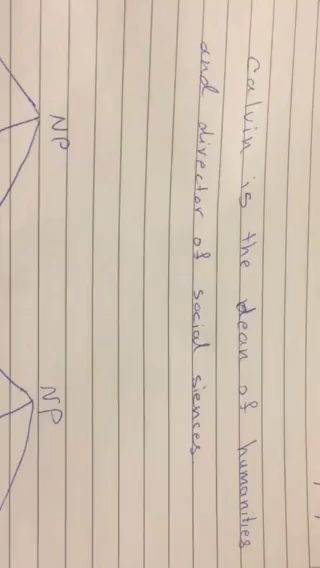 Calvin is the dean of humanities
and director of social siences.
NP
NP